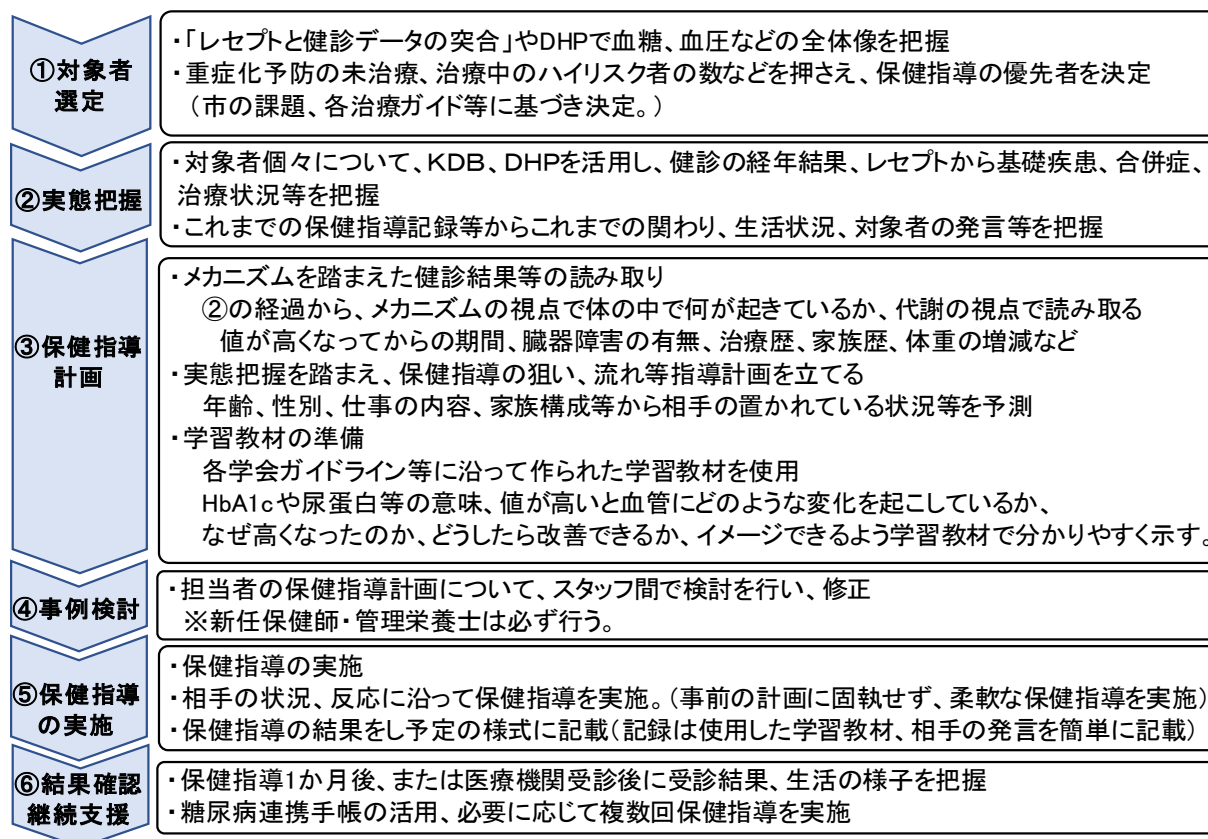 ①対象者
選定
・「レセプトと健診データの突合」やDHPで血糖、血圧などの全体像を把握
・重症化予防の未治療、治療中のハイリスク者の数などを押さえ、保健指導の優先者を決定
（市の課題、各治療ガイド等に基づき決定。）
②実態把握
・対象者個々について、KDB、DHPを活用し、健診の経年結果、レセプトから基礎疾患、合併症、
治療状況等を把握
・これまでの保健指導記録等からこれまでの関わり、生活状況、対象者の発言等を把握
③保健指導
計画
・メカニズムを踏まえた健診結果等の読み取り
②の経過から、メカニズムの視点で体の中で何が起きているか、代謝の視点で読み取る
値が高くなってからの期間、臓器障害の有無、治療歴、家族歴、体重の増減など
・実態把握を踏まえ、保健指導の狙い、流れ等指導計画を立てる
年齢、性別、仕事の内容、家族構成等から相手の置かれている状況等を予測
・学習教材の準備
各学会ガイドライン等に沿って作られた学習教材を使用
HbA1cや尿蛋白等の意味、値が高いと血管にどのような変化を起こしているか、
なぜ高くなったのか、どうしたら改善できるか、イメージできるよう学習教材で分かりやすく示す。
④事例検討
・担当者の保健指導計画について、スタッフ間で検討を行い、修正
※新任保健師・管理栄養士は必ず行う。
⑤保健指導
の実施
・保健指導の実施
・相手の状況、反応に沿って保健指導を実施。（事前の計画に固執せず、柔軟な保健指導を実施）
・保健指導の結果をし予定の様式に記載（記録は使用した学習教材、相手の発言を簡単に記載）
⑥結果確認
継続支援
・保健指導1か月後、または医療機関受診後に受診結果、生活の様子を把握
・糖尿病連携手帳の活用、必要に応じて複数回保健指導を実施